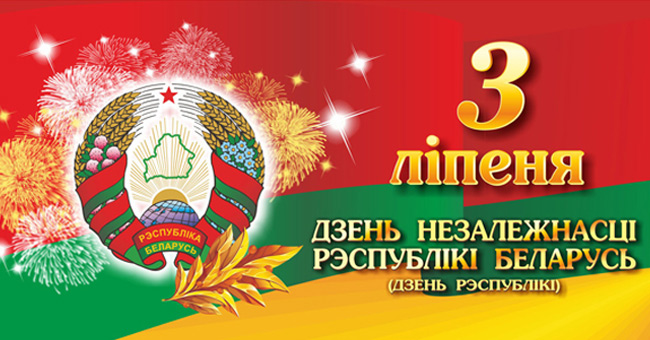 3
ліпеня
ДЗЕНЬ НЕЗАЛЕЖНАСЦІ
РЭСПУБЛІКІ БЕЛАРУСЬ
(ДЗЕНЬ РЭСПУБЛІКІ)
РЭСПУБЛІКА
БЕЛАРУСЬ